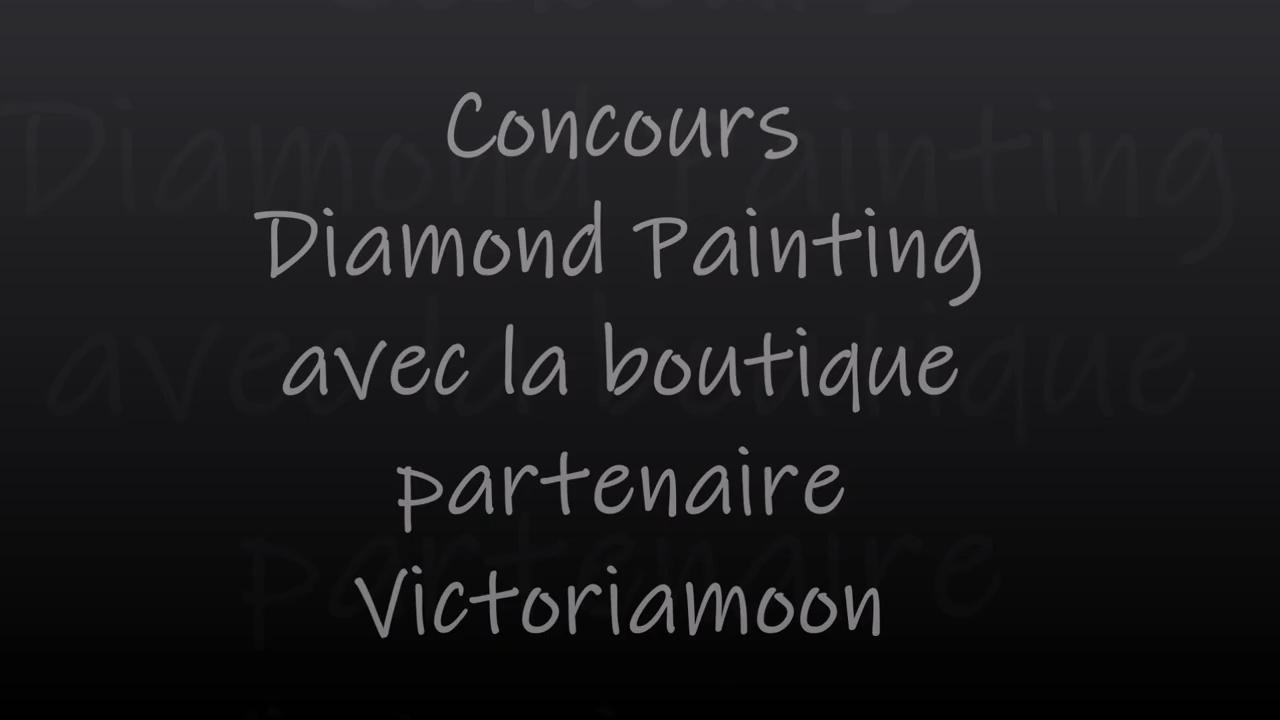 Concours
Diamond Painting
avec la boutique
partenaire
Victoriamoon